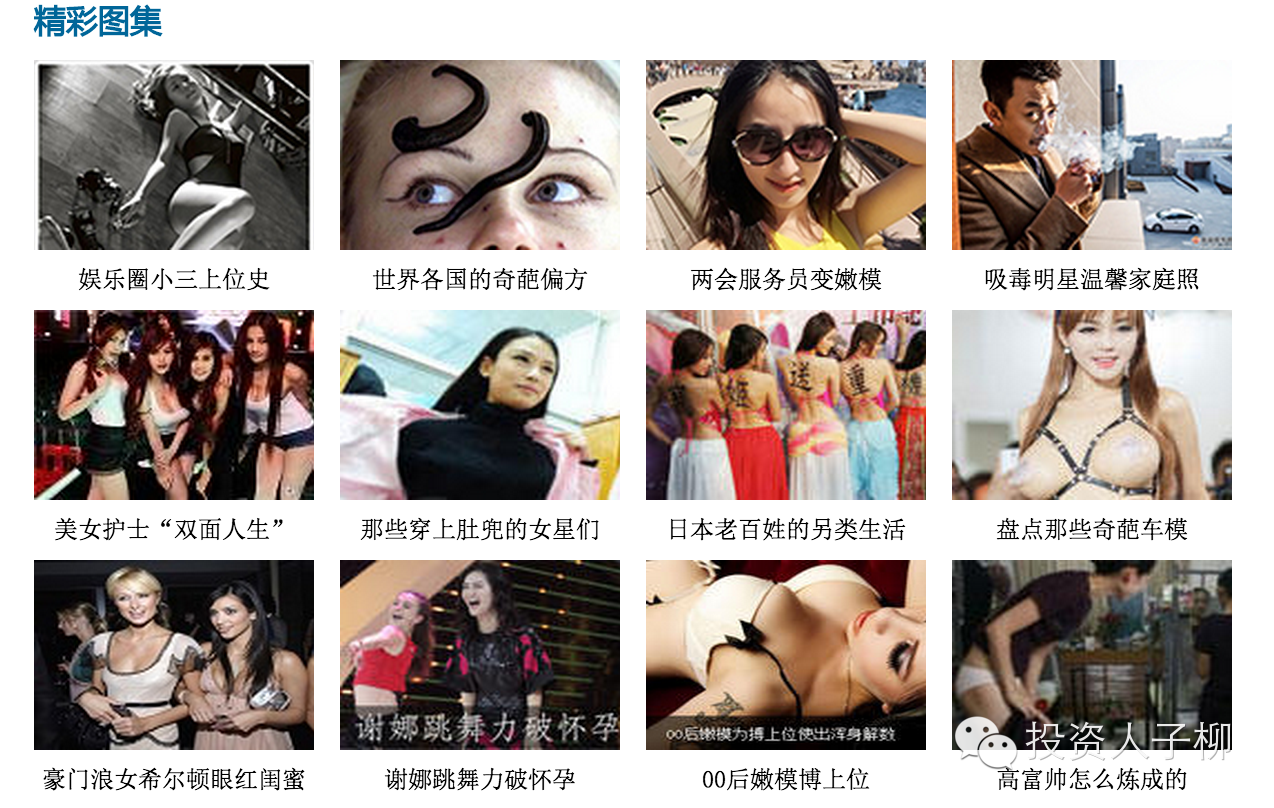 精彩图集
娱乐圈小三上位史
世界各国的奇葩偏方
两会服务员变嫩模
吸毒明星温馨家庭照
送
重
美女护士“双面人生”
那些穿上肚兜的女星们
日本老百姓的另类生活
盘点那些奇葩车模
谢娜跳舞力破怀孕
00后嫩模为搏上位使出浑身解数
投资人子柳
豪门浪女希尔顿眼红闺蜜
谢娜跳舞力破怀孕
00后嫩模博上位
高富帅怎么炼成的